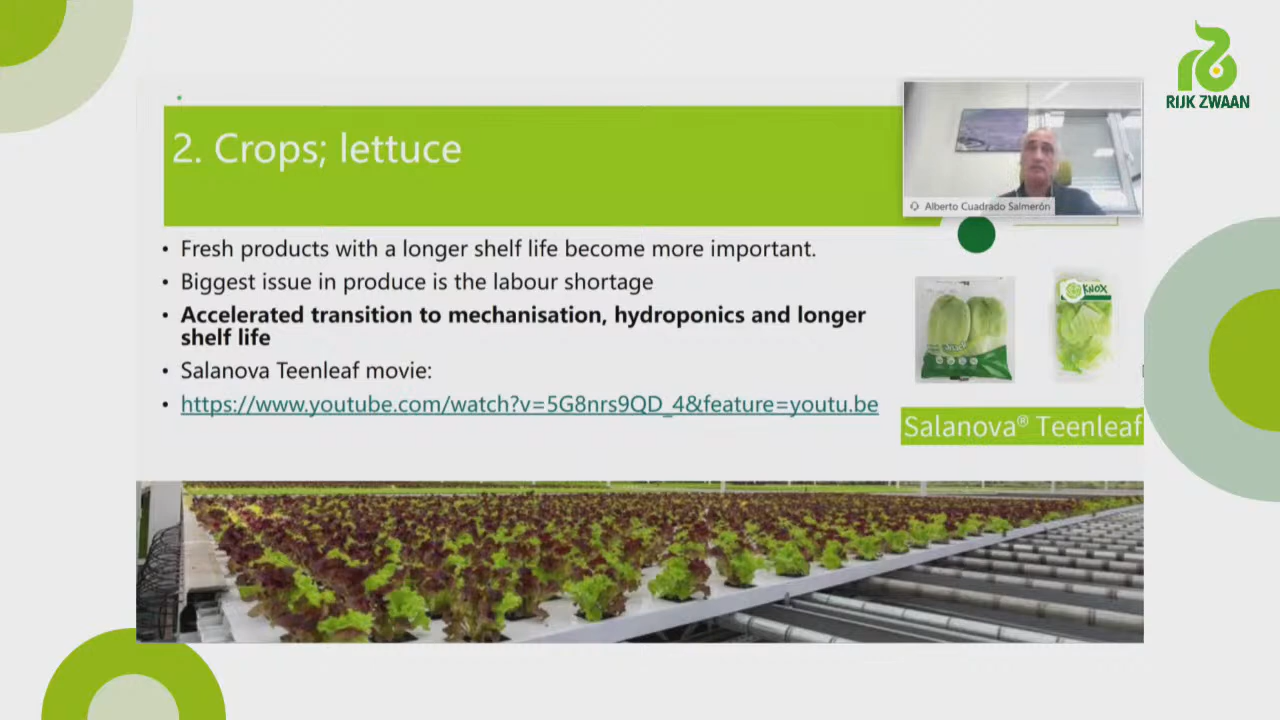 RIJK ZWAAN
2. Crops; lettuce
Alberto Cuadrado Salmerón
• Fresh products with a longer shelf life become more important.
• Biggest issue in produce is the labour shortage
• Accelerated transition to mechanisation, hydroponics and longer
shelf life
• Salanova Teenleaf movie:
• https://www.youtube.com/watch?v=5G8nrs9QD_4&feature=youtu.be
KNOX
Salanova® Teenleaf